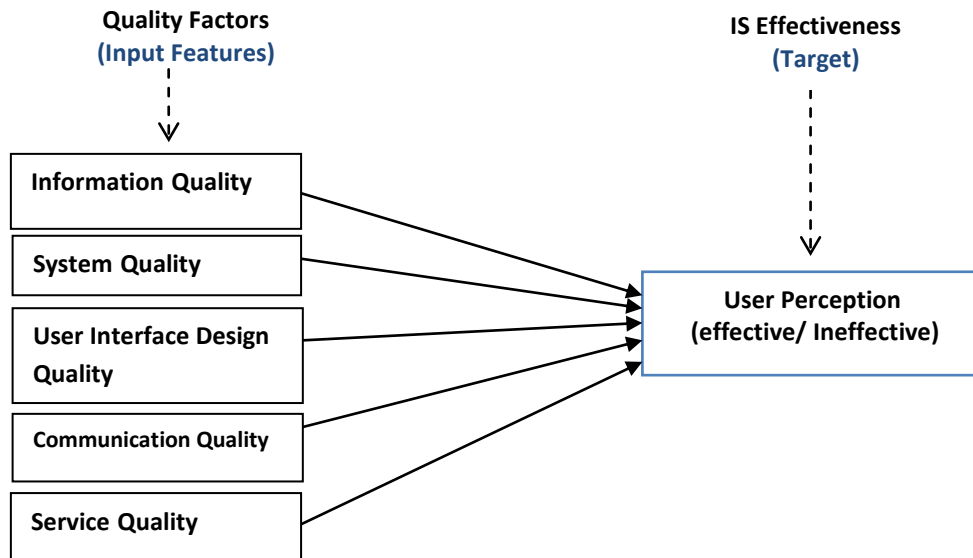 Quality Factors
(Input Features)
IS Effectiveness
(Target)
Information Quality
System Quality
User Interface Design
Quality
Communication Quality
Service Quality
User Perception
(effective/ Ineffective)